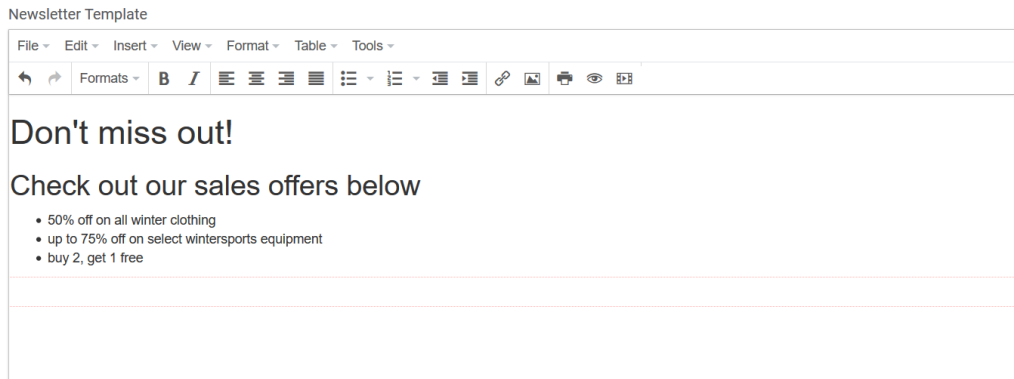 Newsletter Template
File Edit Insert View Format Table Tools
Formats B I
Don't miss out!
Check out our sales offers below
• 50% off on all winter clothing
• up to 75% off on select wintersports equipment
• buy 2, get 1 free